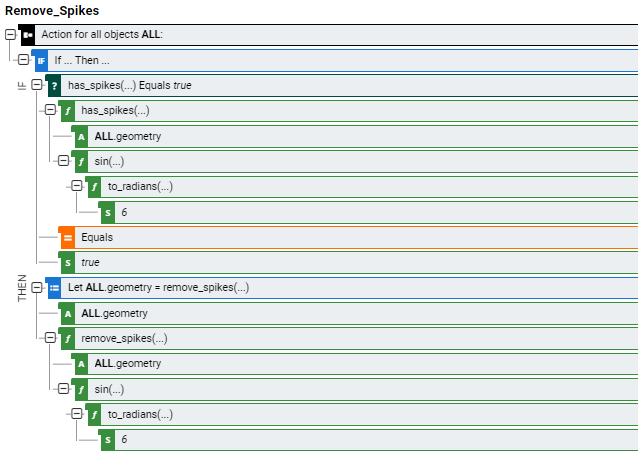 Remove_Spikes
Action for all objects ALL:
IF If ... Then ...
IF ? has_spikes(...) Equals true
f has_spikes(...)
A ALL.geometry
f sin(...)
f to_radians(...)
S 6
= Equals
S true
THEN Let ALL.geometry = remove_spikes(...)
A ALL.geometry
f remove_spikes(...)
A ALL.geometry
f sin(...)
f to_radians(...)
S 6